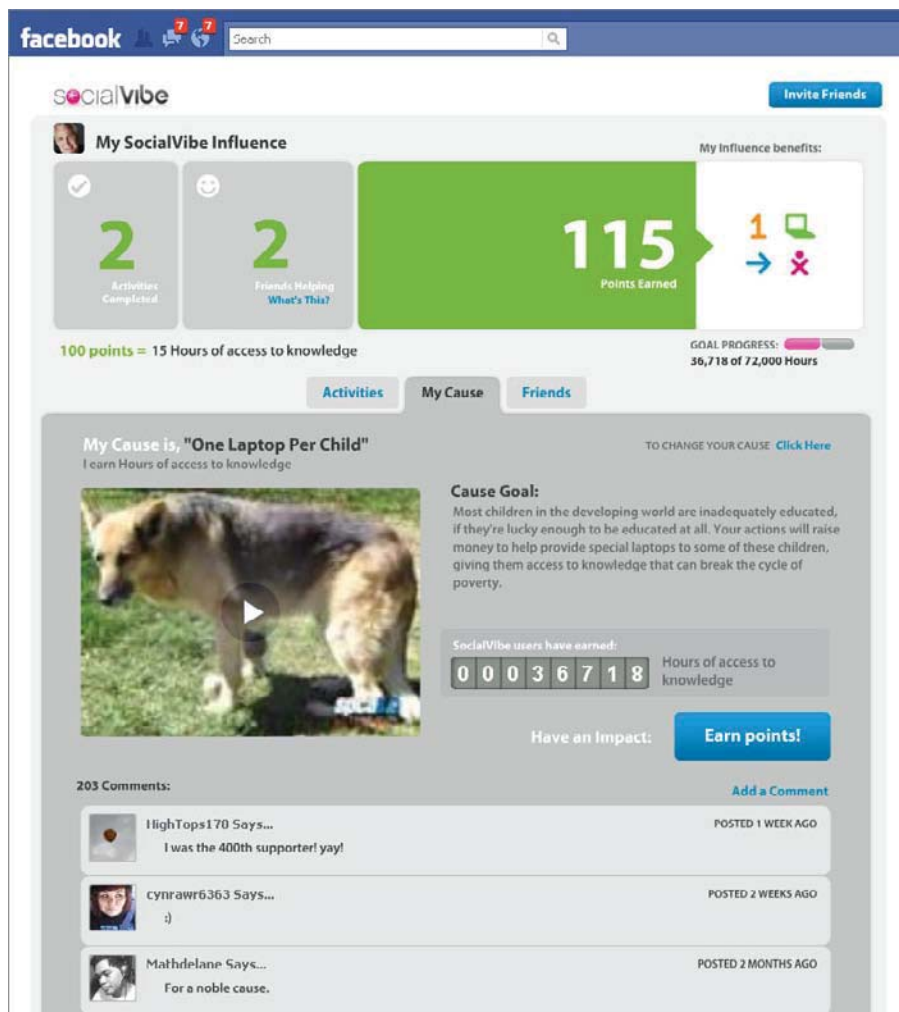 facebook
7
7
Search
socialVibe
Invite Friends
My SocialVibe Influence
My Influence benefits:
2
Activities
Completed
2
Friends Helping
What's This?
115
Points Earned
1
100 points = 15 Hours of access to knowledge
GOAL PROGRESS:
36,718 of 72,000 Hours
Activities
My Cause
Friends
My Cause is, "One Laptop Per Child"
I earn Hours of access to knowledge
TO CHANGE YOUR CAUSE Click Here
Cause Goal:
Most children in the developing world are inadequately educated,
if they're lucky enough to be educated at all. Your actions will raise
money to help provide special laptops to some of these children,
giving them access to knowledge that can break the cycle of
poverty.
SocialVibe users have earned:
00036718
Hours of access to
knowledge
Have an Impact:
Earn points!
203 Comments:
Add a Comment
HighTops170 Says...
POSTED 1 WEEK AGO
I was the 400th supporter! yay!
cynrawr6363 Says...
POSTED 2 WEEKS AGO
:)
Mathdelane Says...
POSTED 2 MONTHS AGO
For a noble cause.